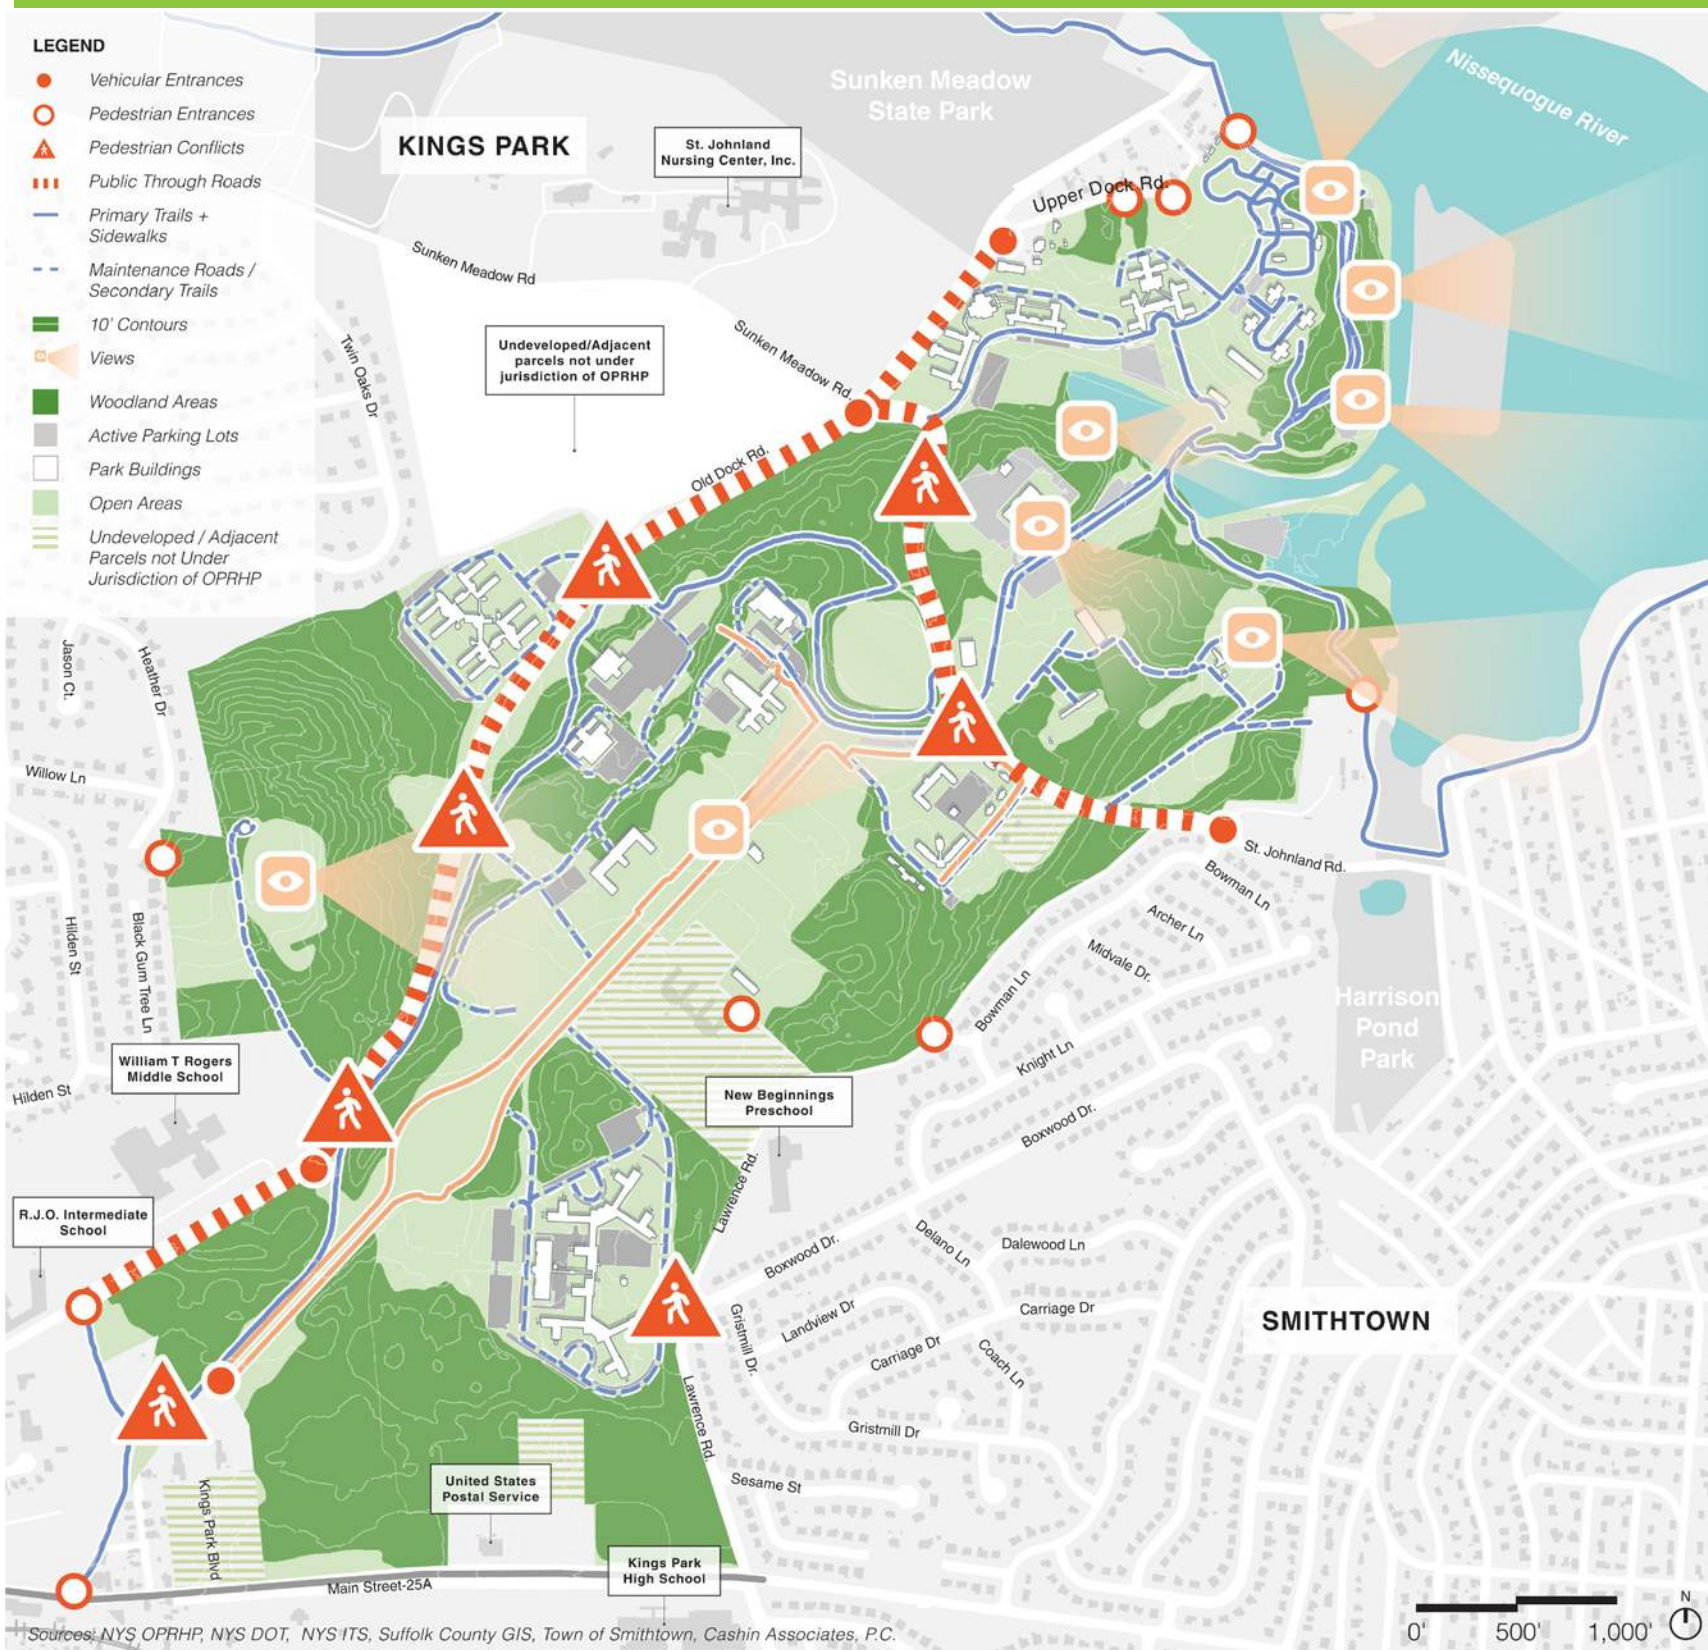 LEGEND
Vehicular Entrances
Pedestrian Entrances
Pedestrian Conflicts
Public Through Roads
Primary Trails +
Sidewalks
Maintenance Roads /
Secondary Trails
10' Contours
Views
Woodland Areas
Active Parking Lots
Park Buildings
Open Areas
Undeveloped / Adjacent
Parcels not Under
Jurisdiction of OPRHP
KINGS PARK
Sunken Meadow
State Park
Nissequogue River
St. Johnland
Nursing Center, Inc.
Upper Dock Rd.
Sunken Meadow Rd
Undeveloped/Adjacent
parcels not under
jurisdiction of OPRHP
Sunken Meadow Rd.
Twin Oaks Dr
Old Dock Rd.
Jason Ct.
Heather Dr
Willow Ln
Hilden St
Black Gum Tree Ln
St. Johnland Rd.
Bowman Ln
Archer Ln
Midvale Dr.
Bowman Ln
Harrison
Pond
Park
Knight Ln
William T Rogers
Middle School
Hilden St
New Beginnings
Preschool
Boxwood Dr.
Lawrence Rd.
R.J.O. Intermediate
School
Boxwood Dr.
Delano Ln
Dalewood Ln
Landview Dr
Carriage Dr
SMITHTOWN
Gristmill Dr.
Carriage Dr
Coach Ln
Lawrence Rd.
Gristmill Dr
Sesame St
United States
Postal Service
Kings Park Blvd
Kings Park
High School
Main Street-25A
N
0'
500'
1,000'
Sources: NYS OPRHP, NYS DOT, NYS ITS, Suffolk County GIS, Town of Smithtown, Cashin Associates, P.C.